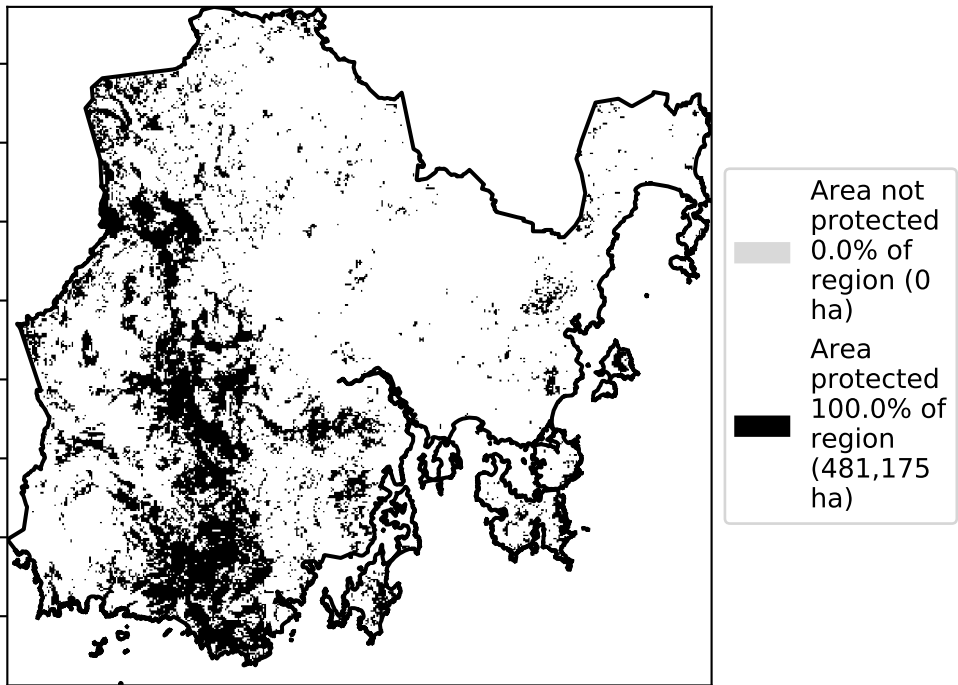 Area not
protected
0.0% of
region (0
ha)
Area
protected
100.0% of
region
(481,175
ha)